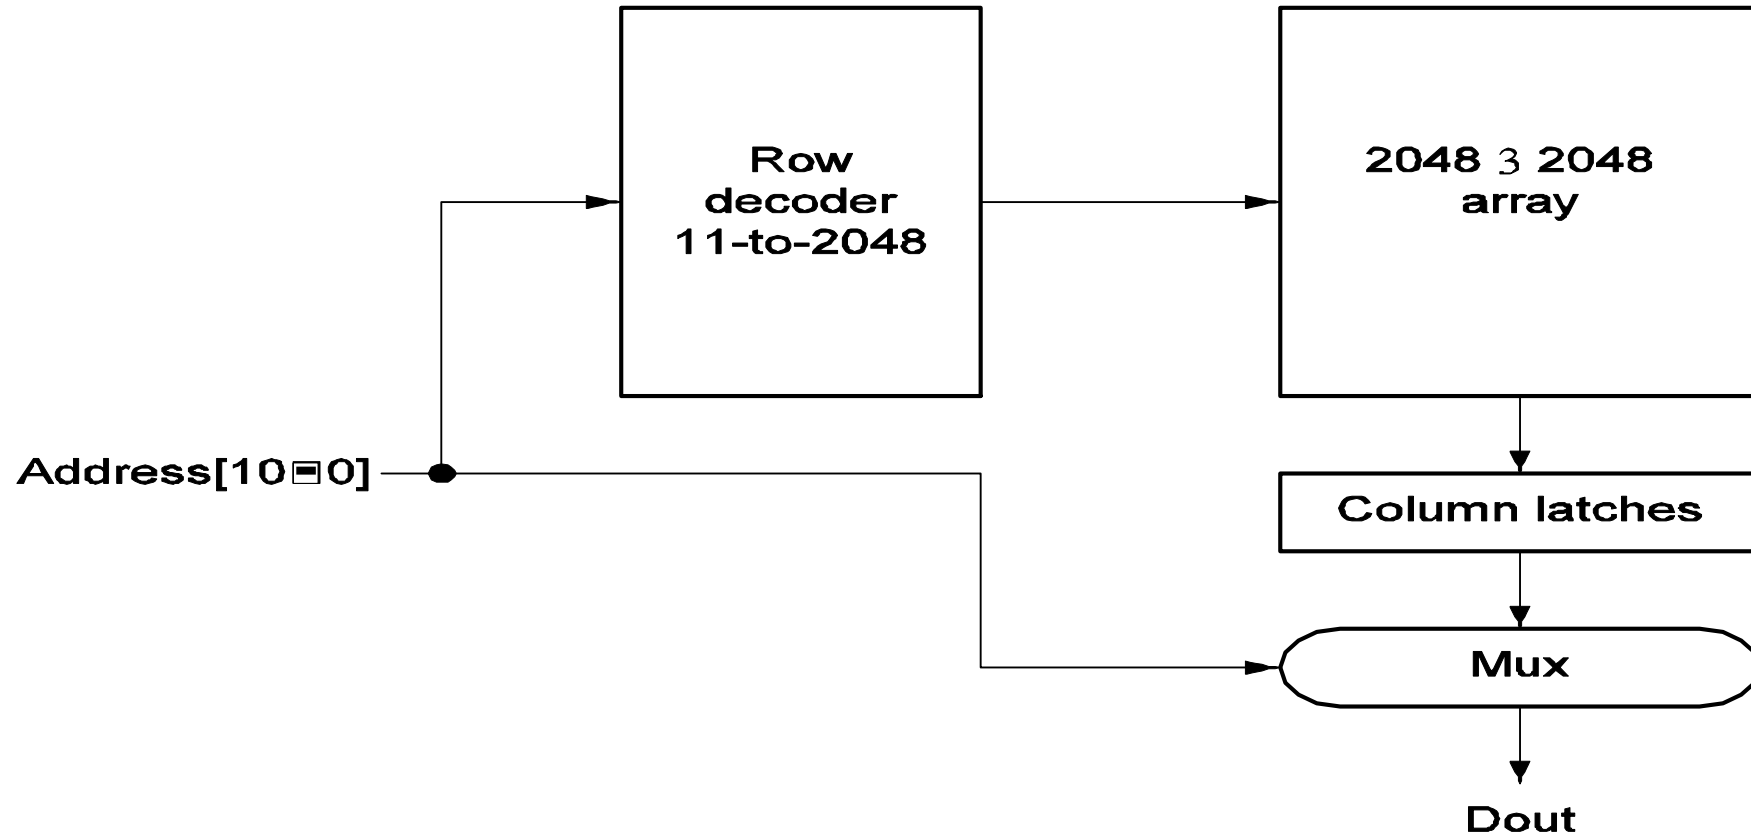 Row
decoder
11-to-2048
2048 3 2048
array
Address[10⊟0]
Column latches
Mux
Dout